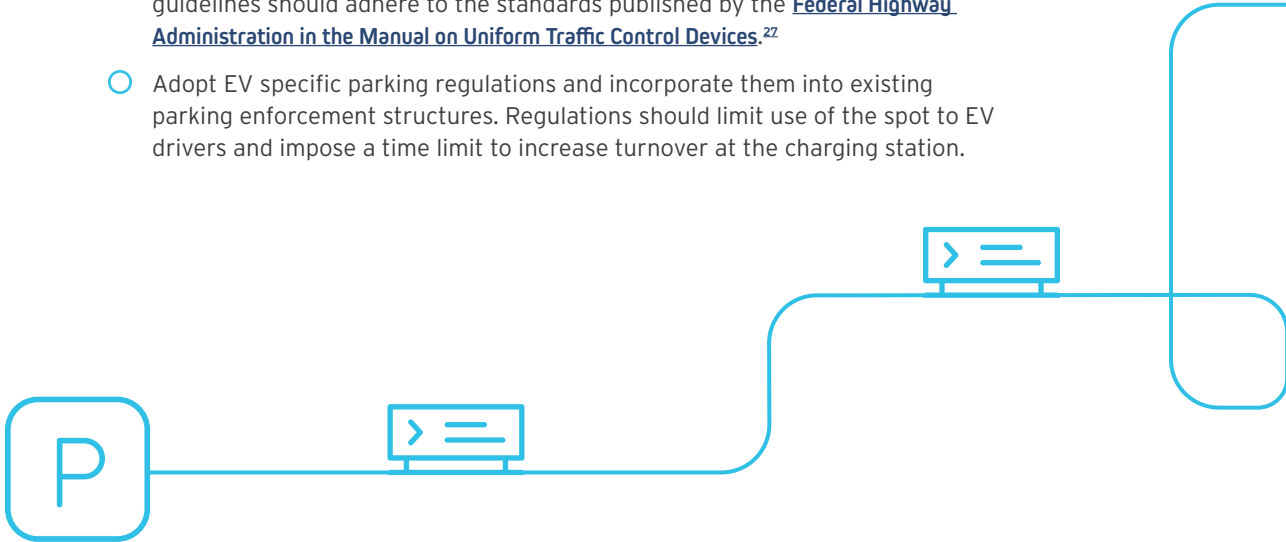 guidelines should adhere to the standards published by the Federal Highway
Administration in the Manual on Uniform Traffic Control Devices.27
Adopt EV specific parking regulations and incorporate them into existing
parking enforcement structures. Regulations should limit use of the spot to EV
drivers and impose a time limit to increase turnover at the charging station.
P